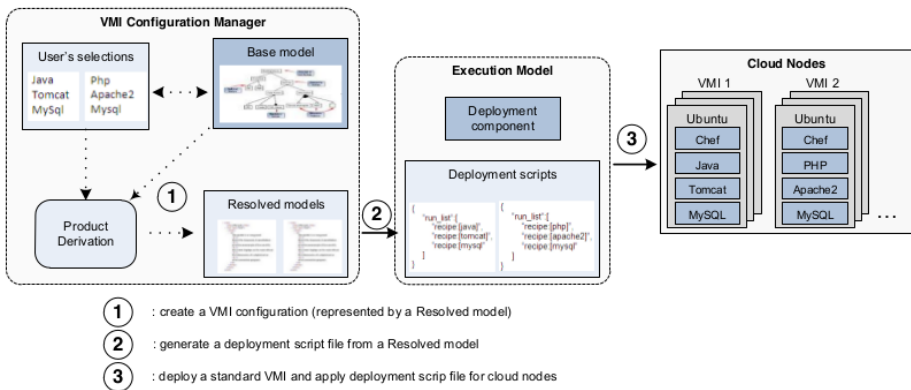 VMI Configuration Manager
User's selections
Java
Tomcat
MySql
Php
Apache2
Mysql
Base model
1
Product
Derivation
Resolved models
2
Execution Model
Deployment
component
Deployment scripts
{
"run_list":[
"recipe:[java]",
"recipe:[tomcat]",
"recipe:[mysql"
]
}
{
"run_list":[
"recipe:[php]",
"recipe:[apache2]",
"recipe:[mysql"
]
}
3
Cloud Nodes
VMI 1
Ubuntu
Chef
Java
Tomcat
MySQL
VMI 2
Ubuntu
Chef
PHP
Apache2
MySQL
...
1 : create a VMI configuration (represented by a Resolved model)
2 : generate a deployment script file from a Resolved model
3 : deploy a standard VMI and apply deployment scrip file for cloud nodes